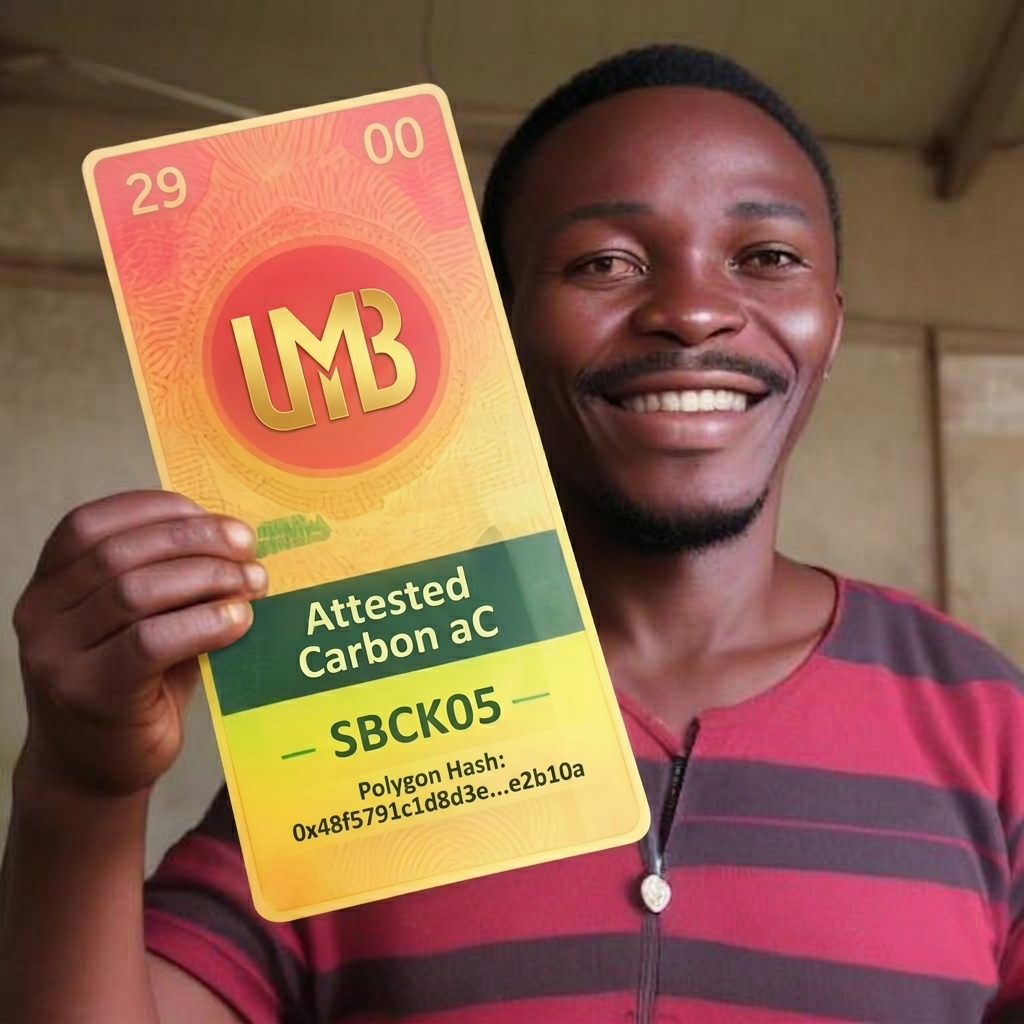 29 00
UMB
Attested
Carbon aC
SBCK05
Polygon Hash:
0x48f5791c1d8d3e...e2b10a